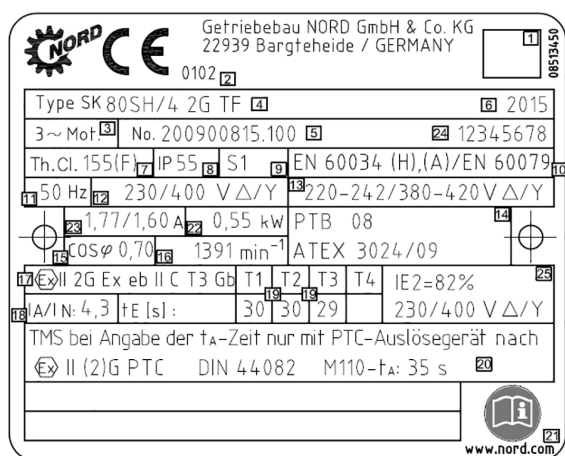 NORD CE Getriebebau NORD GmbH & Co. KG 1
22939 Bargteheide / GERMANY
0102 2
08513450
Type SK 80SH/4 2G TF 4 6 2015
3~ Mot. 3 No. 200900815.100 5 24 12345678
Th.Cl. 155(F) 7 IP 55 8 S1 9 EN 60034 (H),(A)/EN 60079 10
11 50 Hz 12 230/400 V Δ/Y 13 220-242/380-420V Δ/Y
23 1,77/1,60 A 22 0,55 kW PTB 08 14
15 COSφ 0,70 16 1391 min⁻¹ ATEX 3024/09
17 Ex II 2G Ex eb II C T3 Gb T1 T2 T3 T4 IE2=82% 25
19 19
18 IA/IN: 4,3 tE [s] : 30 30 29 230/400 V Δ/Y
TMS bei Angabe der tA-Zeit nur mit PTC-Auslösegerät nach
Ex II (2)G PTC DIN 44082 M110-tA: 35 s 20
i
21
www.nord.com